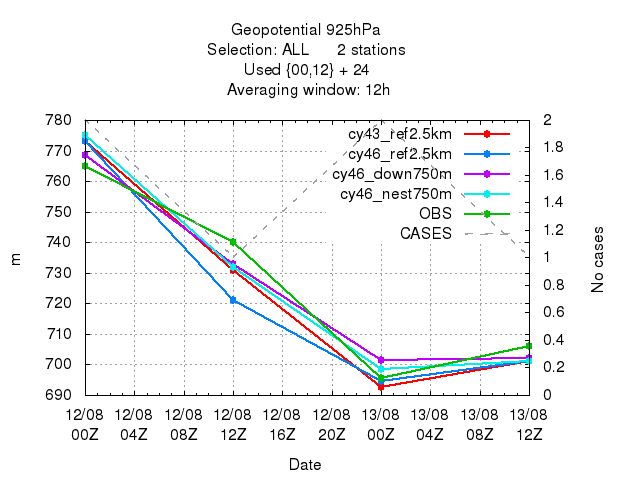 Geopotential 925hPa
Selection: ALL 2 stations
Used {00,12} + 24
Averaging window: 12h
780
770
760
750
740
730
720
710
700
690
m
cy43_ref2.5km
cy46_ref2.5km
cy46_down750m
cy46_nest750m
OBS
CASES
2
1.8
1.6
1.4
1.2
1
0.8
0.6
0.4
0.2
0
No cases
12/08 12/08 12/08 12/08 12/08 12/08 13/08 13/08 13/08 13/08
00Z 04Z 08Z 12Z 16Z 20Z 00Z 04Z 08Z 12Z
Date